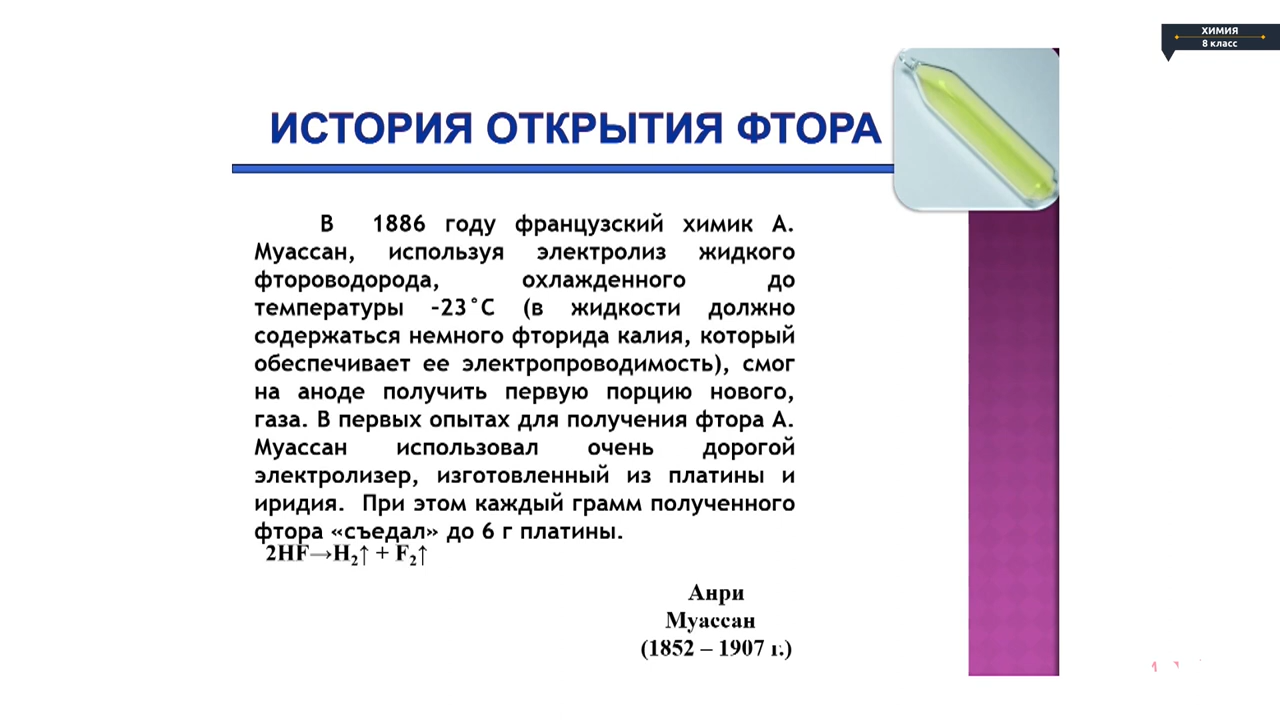 ХИМИЯ
8 класс
ИСТОРИЯ ОТКРЫТИЯ ФТОРА
В 1886 году французский химик А.
Муассан, используя электролиз жидкого
фтороводорода, охлажденного до
температуры –23°С (в жидкости должно
содержаться немного фторида калия, который
обеспечивает ее электропроводимость), смог
на аноде получить первую порцию нового,
газа. В первых опытах для получения фтора А.
Муассан использовал очень дорогой
электролизер, изготовленный из платины и
иридия. При этом каждый грамм полученного
фтора «съедал» до 6 г платины.
2HF→H₂↑ + F₂↑
Анри
Муассан
(1852 – 1907 г.)